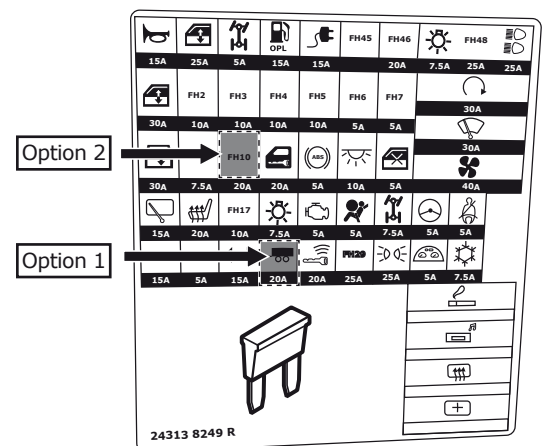 OPL FH45 FH46 FH48
15A 25A 5A 15A 15A 20A 7.5A 25A 25A
FH2 FH3 FH4 FH5 FH6 FH7
30A
30A 10A 10A 10A 10A 5A 5A
Option 2
FH10 ABS
30A
30A 7.5A 20A 20A 5A 10A 5A 40A
FH17
15A 20A 10A 7.5A 5A 5A 7.5A 5A 5A
Option 1
FH29
15A 5A 15A 20A 20A 25A 25A 5A 7.5A
24313 8249 R